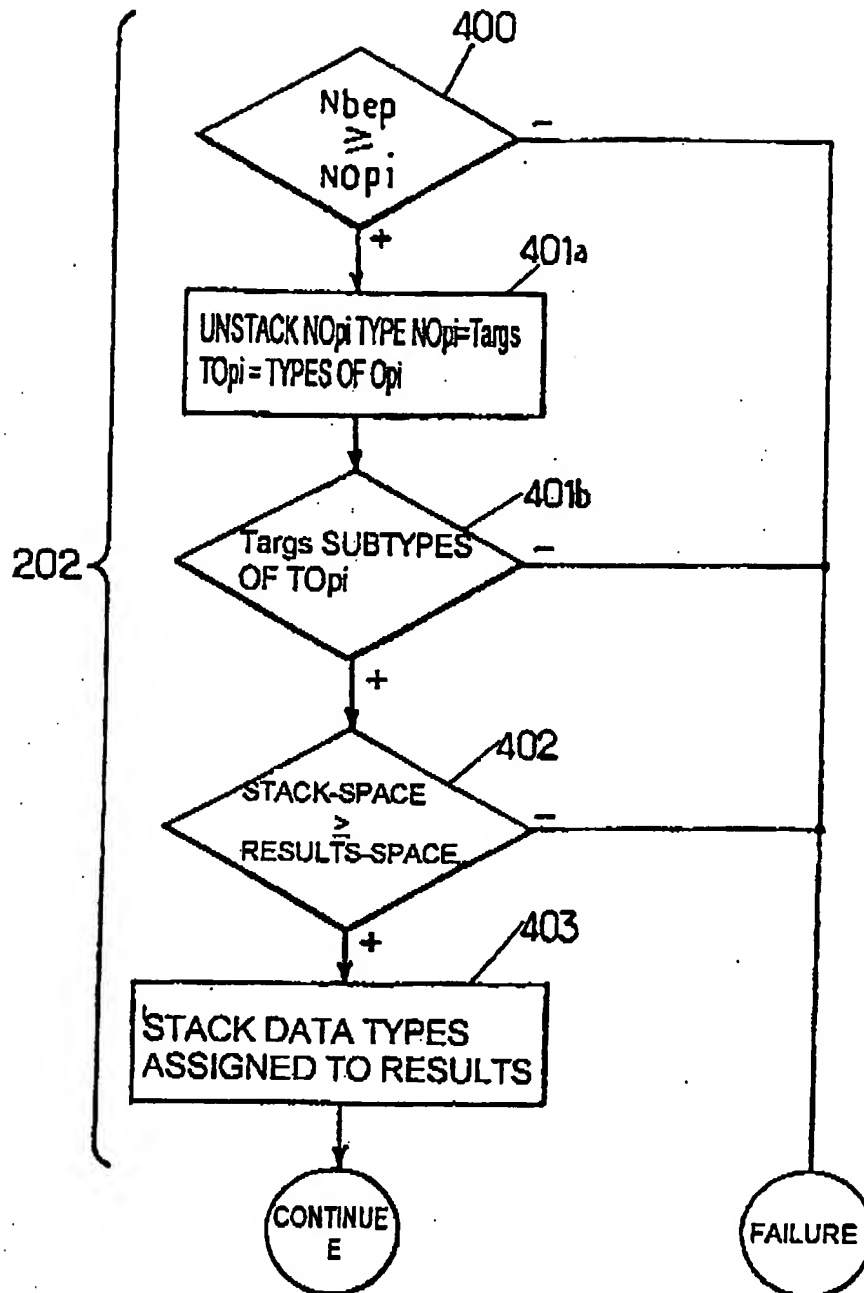 400
Nbep
≥
NOpi
-
+
401a
UNSTACK NOpi TYPE NOpi=Targs
TOpi = TYPES OF Opi
401b
Targs SUBTYPES
OF TOpi
-
202
+
402
STACK-SPACE
≥
RESULTS-SPACE
-
+
403
STACK DATA TYPES
ASSIGNED TO RESULTS
CONTINUE
E
FAILURE